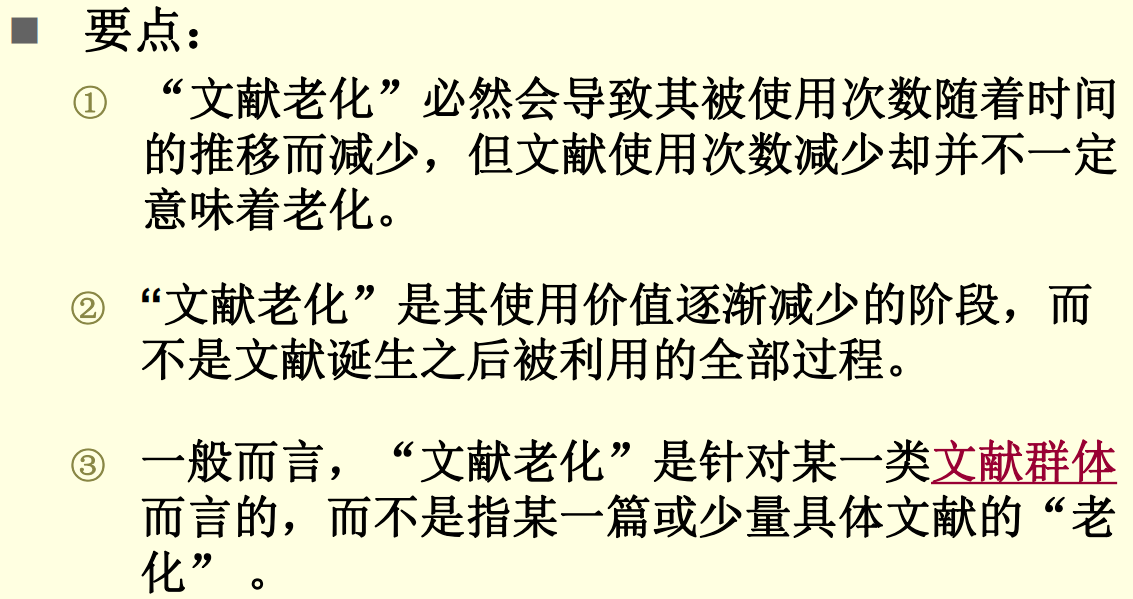 ■ 要点：
① “文献老化”必然会导致其被使用次数随着时间
的推移而减少，但文献使用次数减少却并不一定
意味着老化。
② “文献老化”是其使用价值逐渐减少的阶段，而
不是文献诞生之后被利用的全部过程。
③ 一般而言，“文献老化”是针对某一类文献群体
而言的，而不是指某一篇或少量具体文献的“老
化” 。